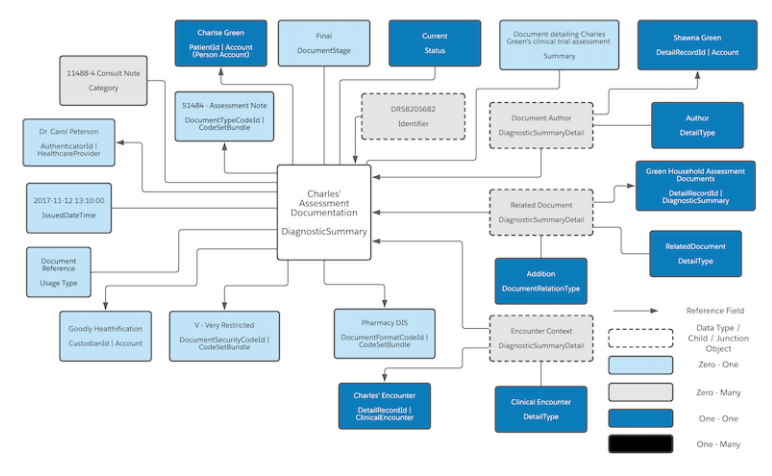 Charlse Green
PatientId | Account
(Person Account)
Final
DocumentStage
Current
Status
Document detailing Charles
Green's clinical trial assessment.
Summary
Shawna Green
DetailRecordId | Account
11488-4 Consult Note
Category
51484 - Assessment Note
DocumentTypeCodeId |
CodeSetBundle
DRSB205682
Identifier
Document Author
DiagnosticSummaryDetail
Author
DetailType
Dr. Carol Peterson
AuthenticatorId |
HealthcareProvider
Green Household Assessment
Documents
DetailRecordId |
DiagnosticSummary
Charles'
Assessment
Documentation
DiagnosticSummary
2017-11-12 13:10:00
IssuedDateTime
Related Document
DiagnosticSummaryDetail
RelatedDocument
DetailType
Document
Reference
Usage Type
Addition
DocumentRelationType
Goodly Healthification
CustodianId | Account
V - Very Restricted
DocumentSecurityCodeId |
CodeSetBundle
Pharmacy DIS
DocumentFormatCodeId |
CodeSetBundle
Encounter Context
DiagnosticSummaryDetail
Charles' Encounter
DetailRecordId |
ClinicalEncounter
Clinical Encounter
DetailType
Reference Field
Data Type /
Child / Junction
Object
Zero - One
Zero - Many
One - One
One - Many